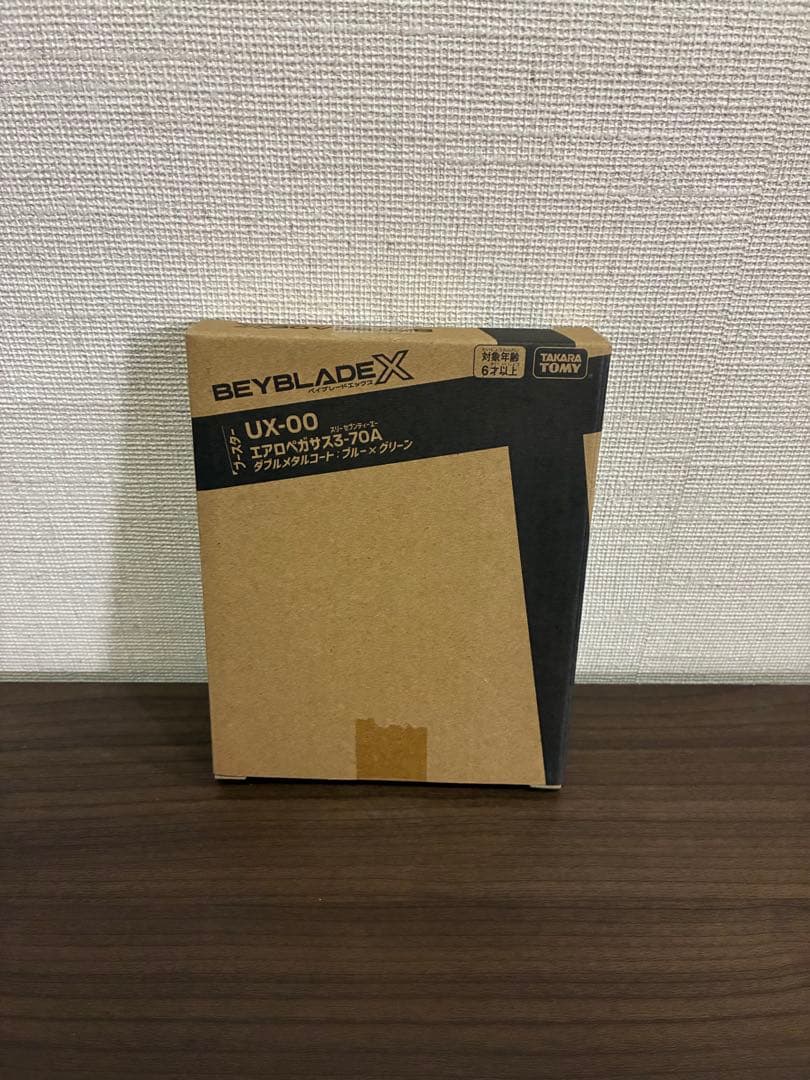 BEYBLADE X
ベイブレードエックス
対象年齢
6才以上
TAKARA
TOMY
ブースター
UX-00
スリーセブンティーエー
エアロペガサス3-70A
ダブルメタルコート：ブルー×グリーン